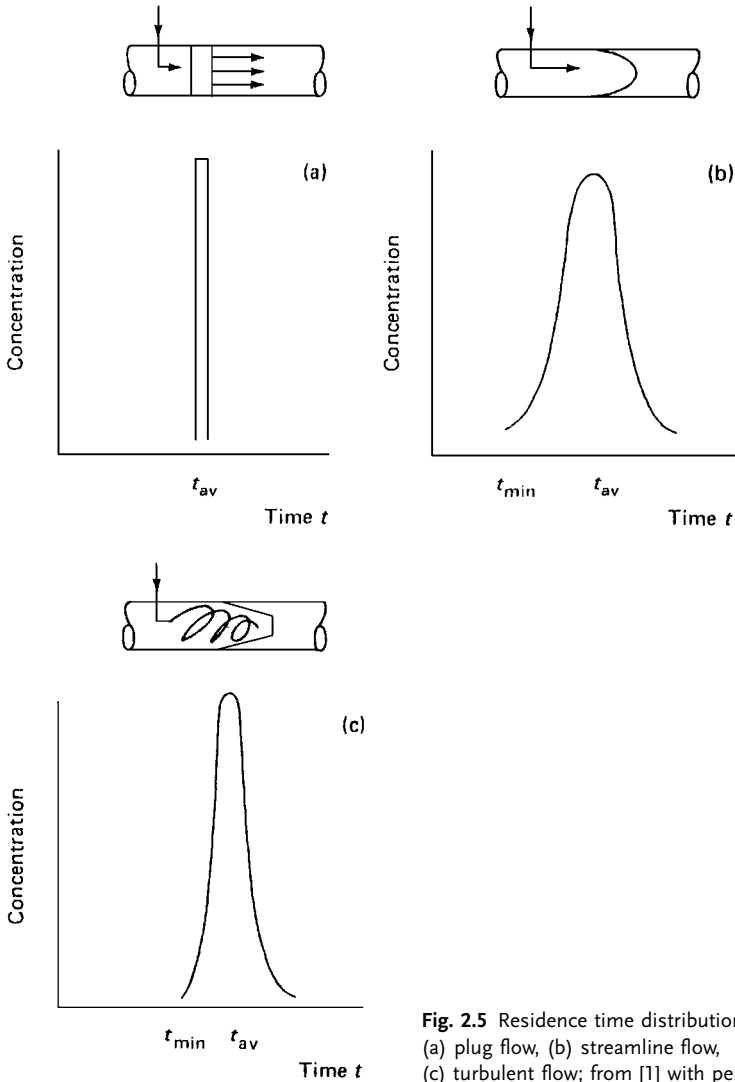 (a)
Concentration
t_av
Time t
(b)
Concentration
t_min t_av
Time t
(c)
Concentration
t_min t_av
Time t
Fig. 2.5 Residence time distribution
(a) plug flow, (b) streamline flow,
(c) turbulent flow; from [1] with